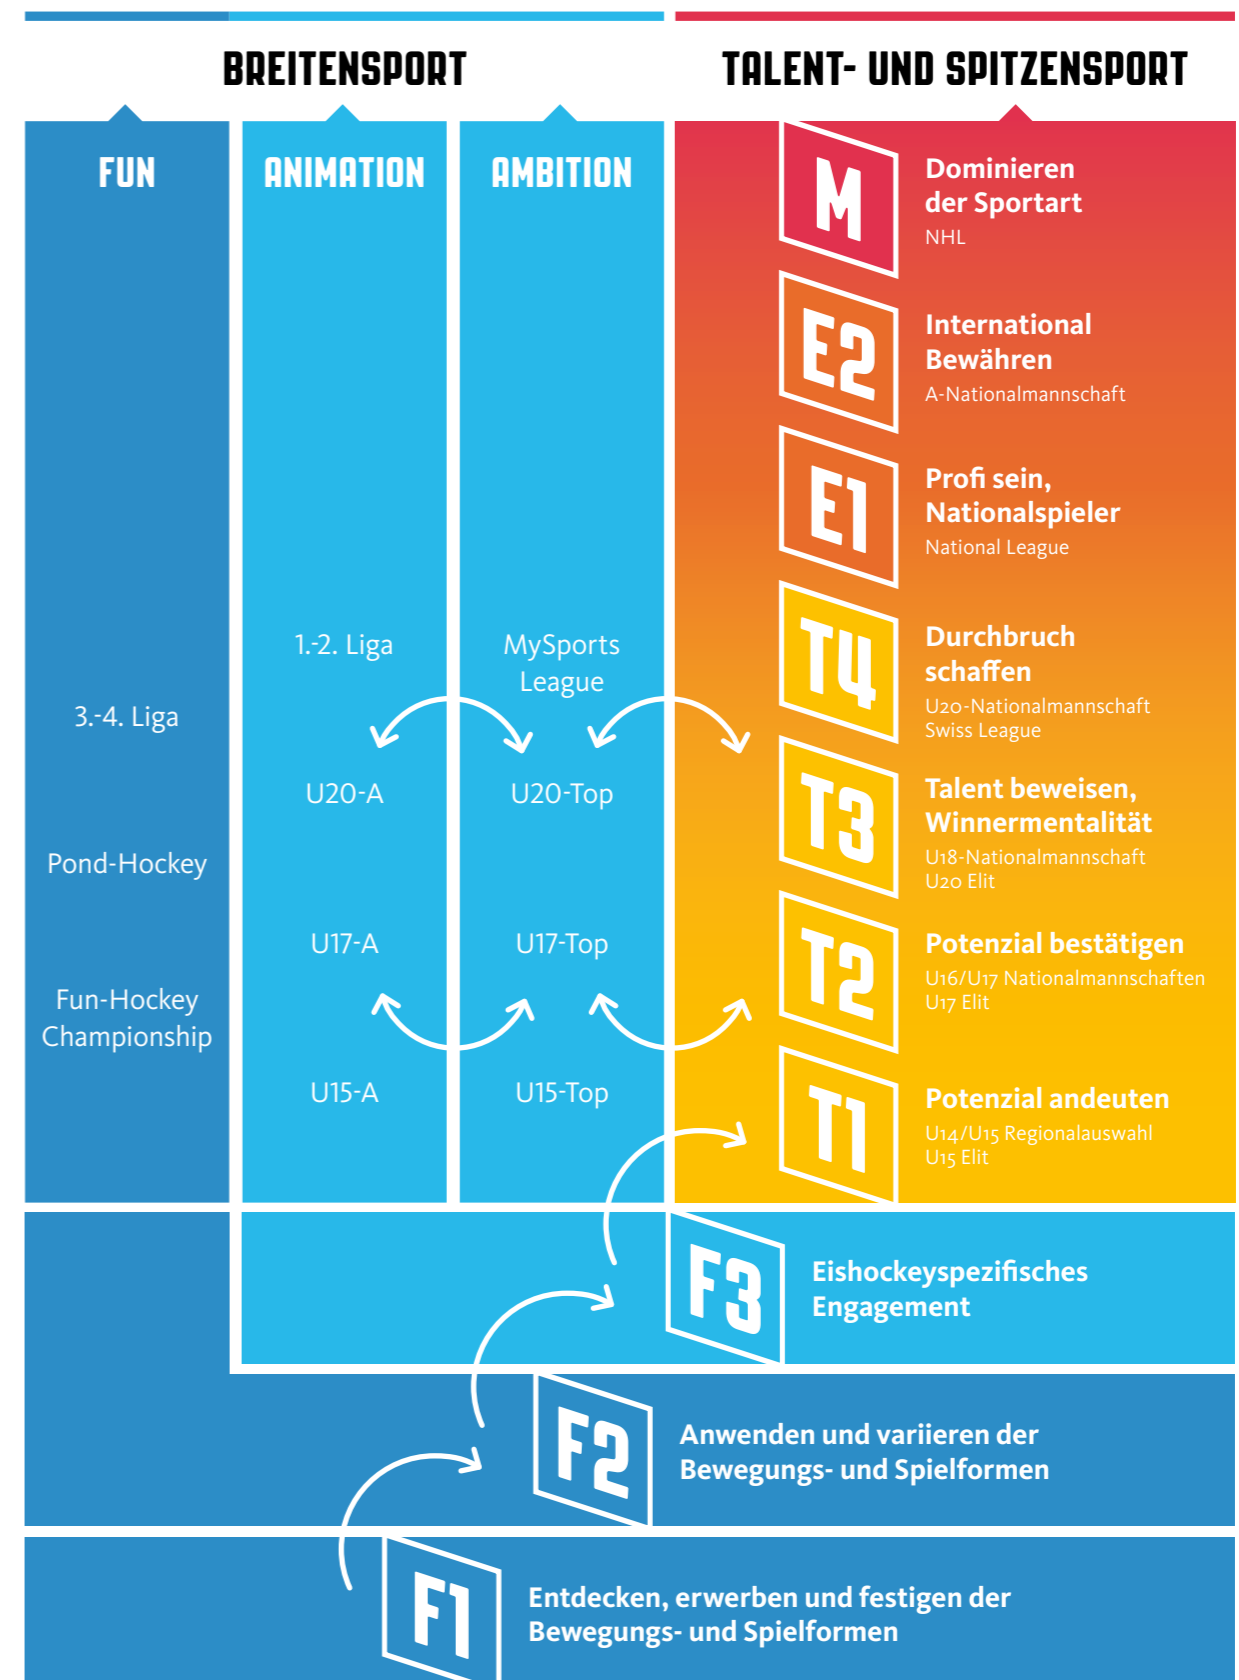 BREITENSPORT
TALENT- UND SPITZENSPORT
FUN
3.-4. Liga
Pond-Hockey
Fun-Hockey
Championship
ANIMATION
1.-2. Liga
U20-A
U17-A
U15-A
AMBITION
MySports
League
U20-Top
U17-Top
U15-Top
M
Dominieren
der Sportart
NHL
E2
International
Bewähren
A-Nationalmannschaft
E1
Profi sein,
Nationalspieler
National League
T4
Durchbruch
schaffen
U20-Nationalmannschaft
Swiss League
T3
Talent beweisen,
Winnermentalität
U18-Nationalmannschaft
U20 Elit
T2
Potenzial bestätigen
U16/U17 Nationalmannschaften
U17 Elit
T1
Potenzial andeuten
U14/U15 Regionalauswahl
U15 Elit
F3
Eishockeyspezifisches
Engagement
F2
Anwenden und variieren der
Bewegungs- und Spielformen
F1
Entdecken, erwerben und festigen der
Bewegungs- und Spielformen